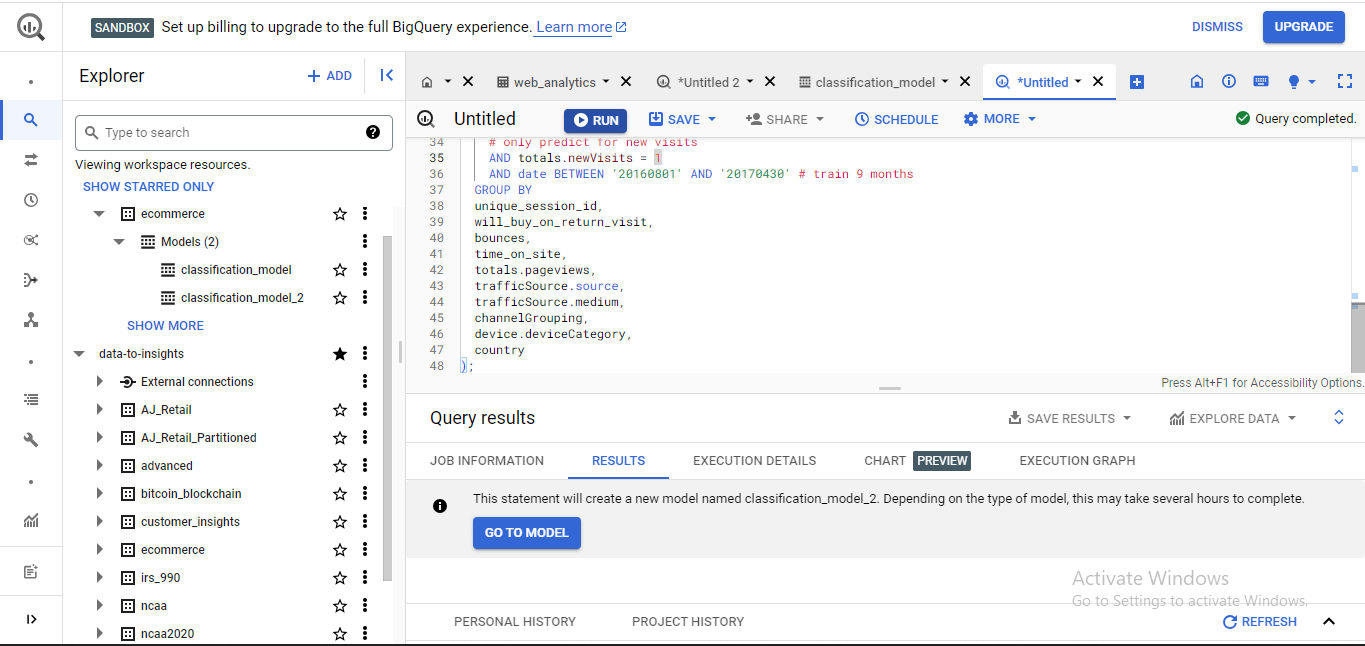 SANDBOX Set up billing to upgrade to the full BigQuery experience. Learn more
DISMISS
UPGRADE
Explorer
+ ADD
Type to search
Viewing workspace resources.
SHOW STARRED ONLY
ecommerce
Models (2)
classification_model
classification_model_2
SHOW MORE
data-to-insights
External connections
AJ_Retail
AJ_Retail_Partitioned
advanced
bitcoin_blockchain
customer_insights
ecommerce
irs_990
ncaa
ncaa2020
web_analytics
*Untitled 2
classification_model
*Untitled
Untitled
RUN
SAVE
SHARE
SCHEDULE
MORE
Query completed.
34 # only predict for new visits
35 AND totals.newVisits = 1
36 AND date BETWEEN '20160801' AND '20170430' # train 9 months
37 GROUP BY
38 unique_session_id,
39 will_buy_on_return_visit,
40 bounces,
41 time_on_site,
42 totals.pageviews,
43 trafficSource.source,
44 trafficSource.medium,
45 channelGrouping,
46 device.deviceCategory,
47 country
48 );
Press Alt+F1 for Accessibility Options.
Query results
SAVE RESULTS
EXPLORE DATA
JOB INFORMATION
RESULTS
EXECUTION DETAILS
CHART PREVIEW
EXECUTION GRAPH
This statement will create a new model named classification_model_2. Depending on the type of model, this may take several hours to complete.
GO TO MODEL
Activate Windows
Go to Settings to activate Windows.
PERSONAL HISTORY
PROJECT HISTORY
REFRESH